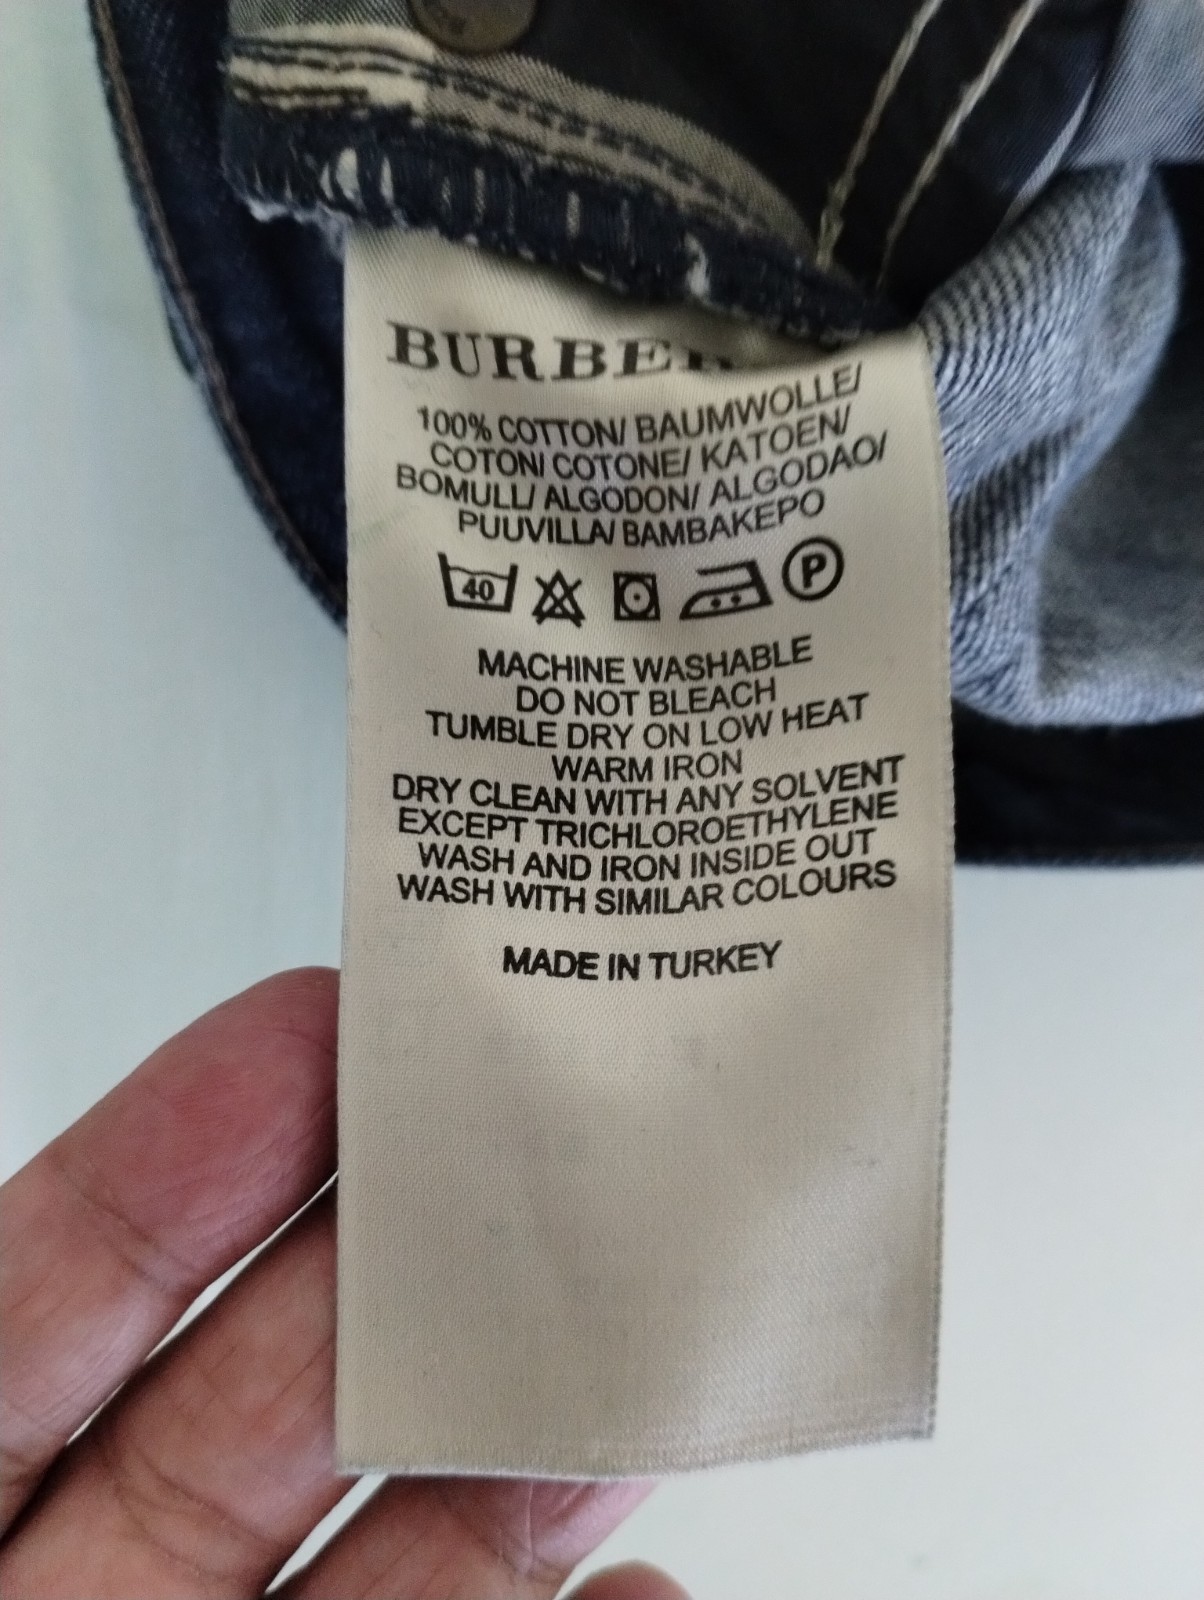 BURBE
100% COTTON/ BAUMWOLLE/
COTON/ COTONE/ KATOEN/
BOMULL/ ALGODON/ ALGODAO/
PUUVILLA/ BAMBAKEPO
40 P
MACHINE WASHABLE
DO NOT BLEACH
TUMBLE DRY ON LOW HEAT
WARM IRON
DRY CLEAN WITH ANY SOLVENT
EXCEPT TRICHLOROETHYLENE
WASH AND IRON INSIDE OUT
WASH WITH SIMILAR COLOURS
MADE IN TURKEY